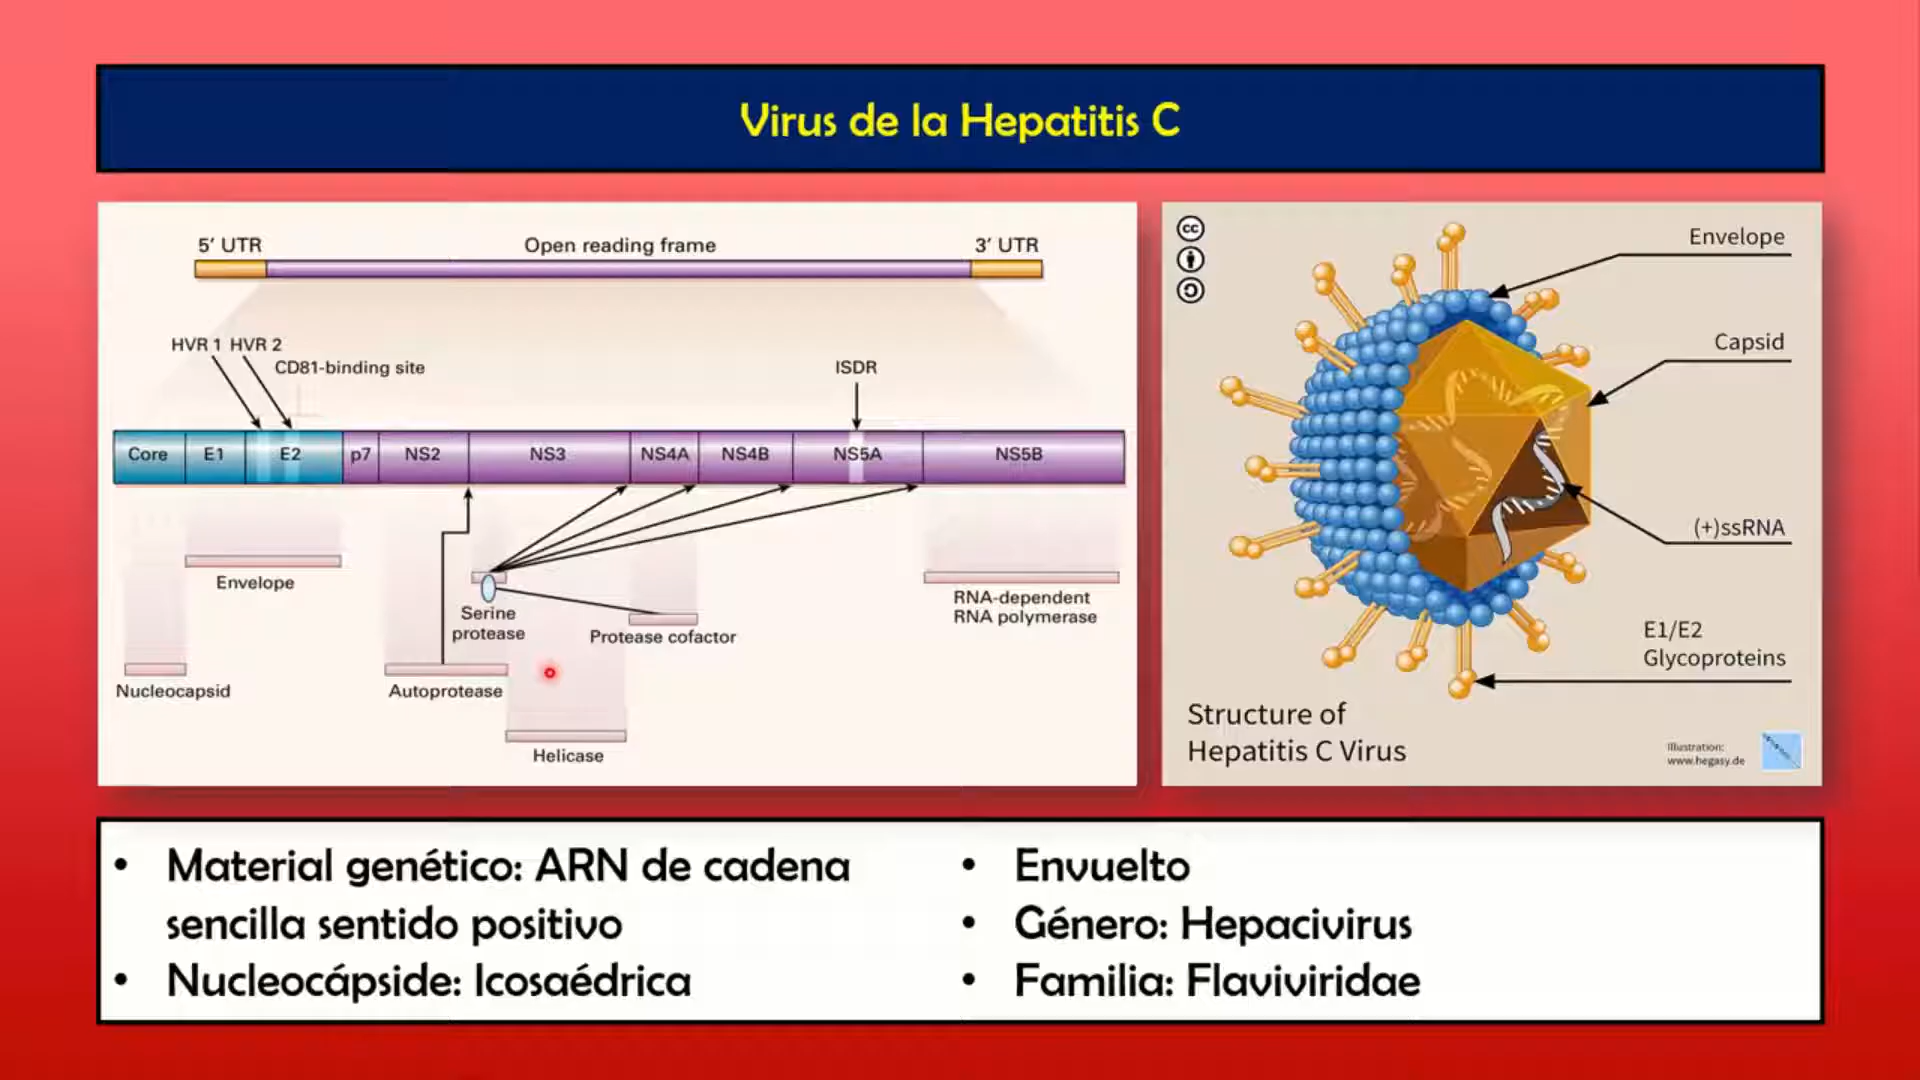 Virus de la Hepatitis C
5' UTR
Open reading frame
3' UTR
HVR 1 HVR 2
CD81-binding site
ISDR
Core
E1
E2
p7
NS2
NS3
NS4A
NS4B
NS5A
NS5B
Envelope
Serine
protease
Protease cofactor
RNA-dependent
RNA polymerase
Nucleocapsid
Autoprotease
Helicase
cc
Envelope
Capsid
(+)ssRNA
E1/E2
Glycoproteins
Structure of
Hepatitis C Virus
Illustration:
www.hegasy.de
• Material genético: ARN de cadena
sencilla sentido positivo
• Nucleocápside: Icosaédrica
• Envuelto
• Género: Hepacivirus
• Familia: Flaviviridae